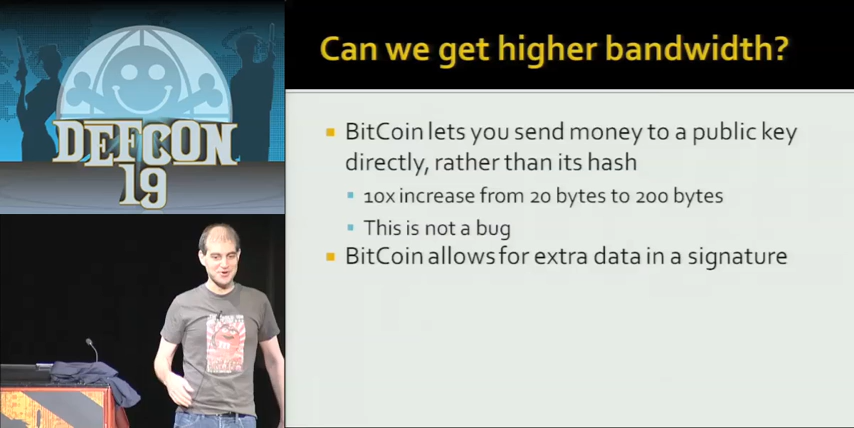 DEFCON
19
Can we get higher bandwidth?
BitCoin lets you send money to a public key
directly, rather than its hash
10x increase from 20 bytes to 200 bytes
This is not a bug
BitCoin allows for extra data in a signature